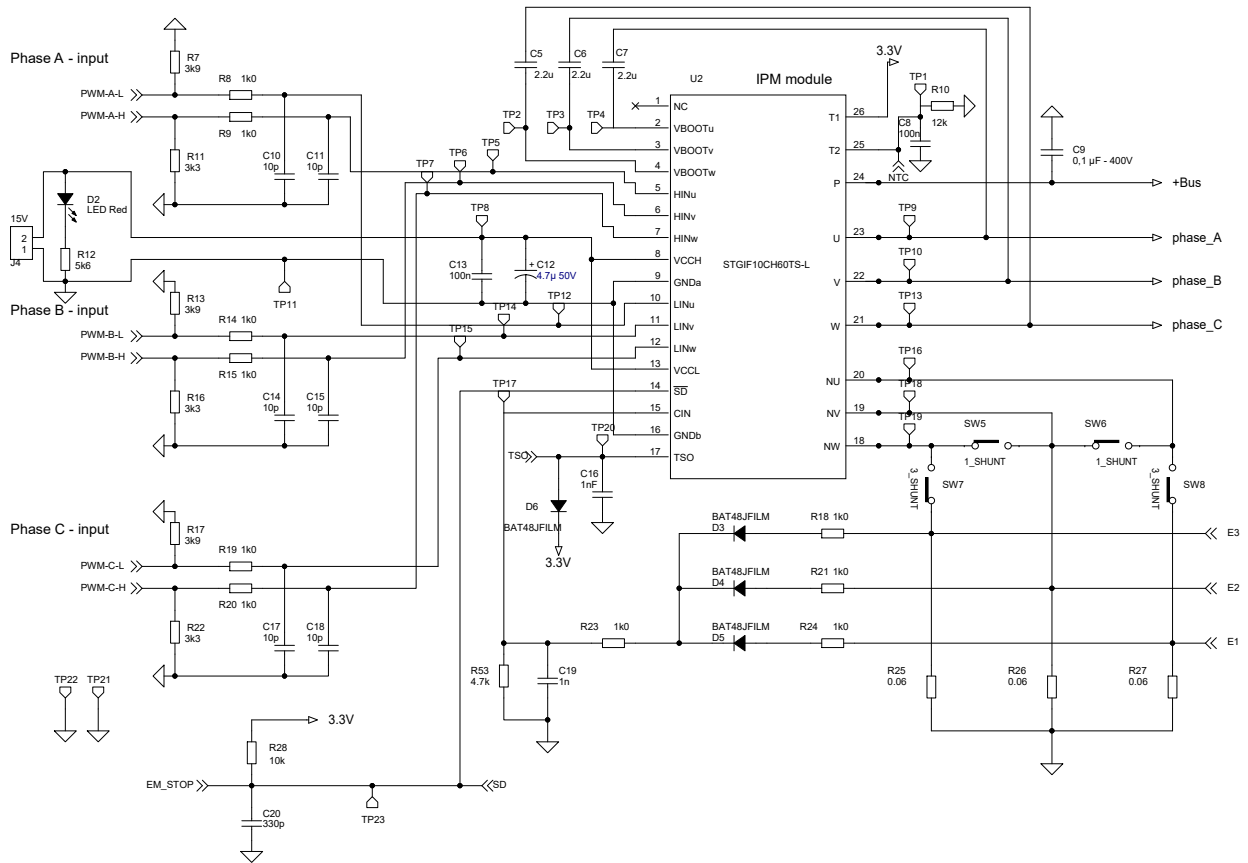 Phase A - input
R7
3k9
R8 1k0
PWM-A-L
PWM-A-H
R9 1k0
R11
3k3
C10
10p
C11
10p
C5
2.2u
C6
2.2u
C7
2.2u
U2
IPM module
3.3V
TP1
R10
12k
C8
100n
NTC
C9
0,1 µF - 400V
+Bus
TP2
TP3
TP4
TP5
TP6
TP7
TP8
1 NC
2 VBOOTu
3 VBOOTv
4 VBOOTw
5 HINu
6 HINv
7 HINw
8 VCCH
9 GNDa
10 LINu
11 LINv
12 LINw
13 VCCL
14 SD
15 CIN
16 GNDb
17 TSO
STGIF10CH60TS-L
T1 26
T2 25
P 24
U 23
V 22
W 21
NU 20
NV 19
NW 18
TP9
phase_A
TP10
phase_B
TP13
phase_C
TP16
TP18
TP19
15V
2
1
J4
D2
LED Red
R12
5k6
TP11
C13
100n
+ C12
4.7µ 50V
TP12
TP14
TP15
Phase B - input
R13
3k9
R14 1k0
PWM-B-L
PWM-B-H
R15 1k0
R16
3k3
C14
10p
C15
10p
TP17
TP20
TSO
C16
1nF
D6
BAT48JFILM
3.3V
SW5
1_SHUNT
SW6
1_SHUNT
3_SHUNT
SW7
3_SHUNT
SW8
Phase C - input
R17
3k9
R19 1k0
PWM-C-L
PWM-C-H
R20 1k0
R22
3k3
C17
10p
C18
10p
BAT48JFILM
D3
R18 1k0
E3
BAT48JFILM
D4
R21 1k0
E2
BAT48JFILM
D5
R24 1k0
E1
R23 1k0
R53
4.7k
C19
1n
R25
0.06
R26
0.06
R27
0.06
TP22
TP21
3.3V
R28
10k
EM_STOP
SD
TP23
C20
330p